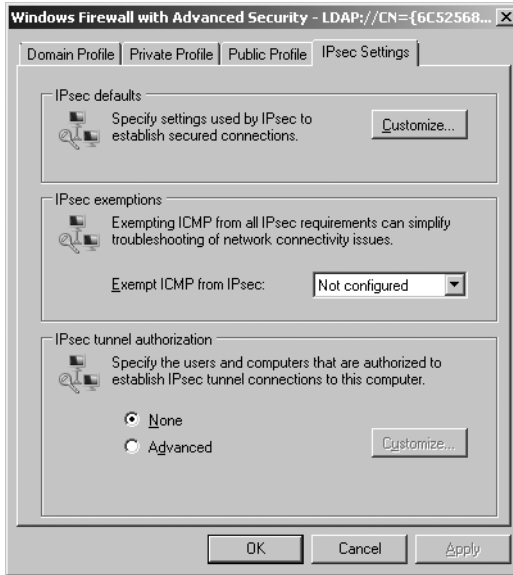 Windows Firewall with Advanced Security - LDAP://CN={6C52568...
Domain Profile Private Profile Public Profile IPsec Settings
IPsec defaults
Specify settings used by IPsec to
establish secured connections.
Customize...
IPsec exemptions
Exempting ICMP from all IPsec requirements can simplify
troubleshooting of network connectivity issues.
Exempt ICMP from IPsec: Not configured
IPsec tunnel authorization
Specify the users and computers that are authorized to
establish IPsec tunnel connections to this computer.
None
Advanced
Customize...
OK Cancel Apply